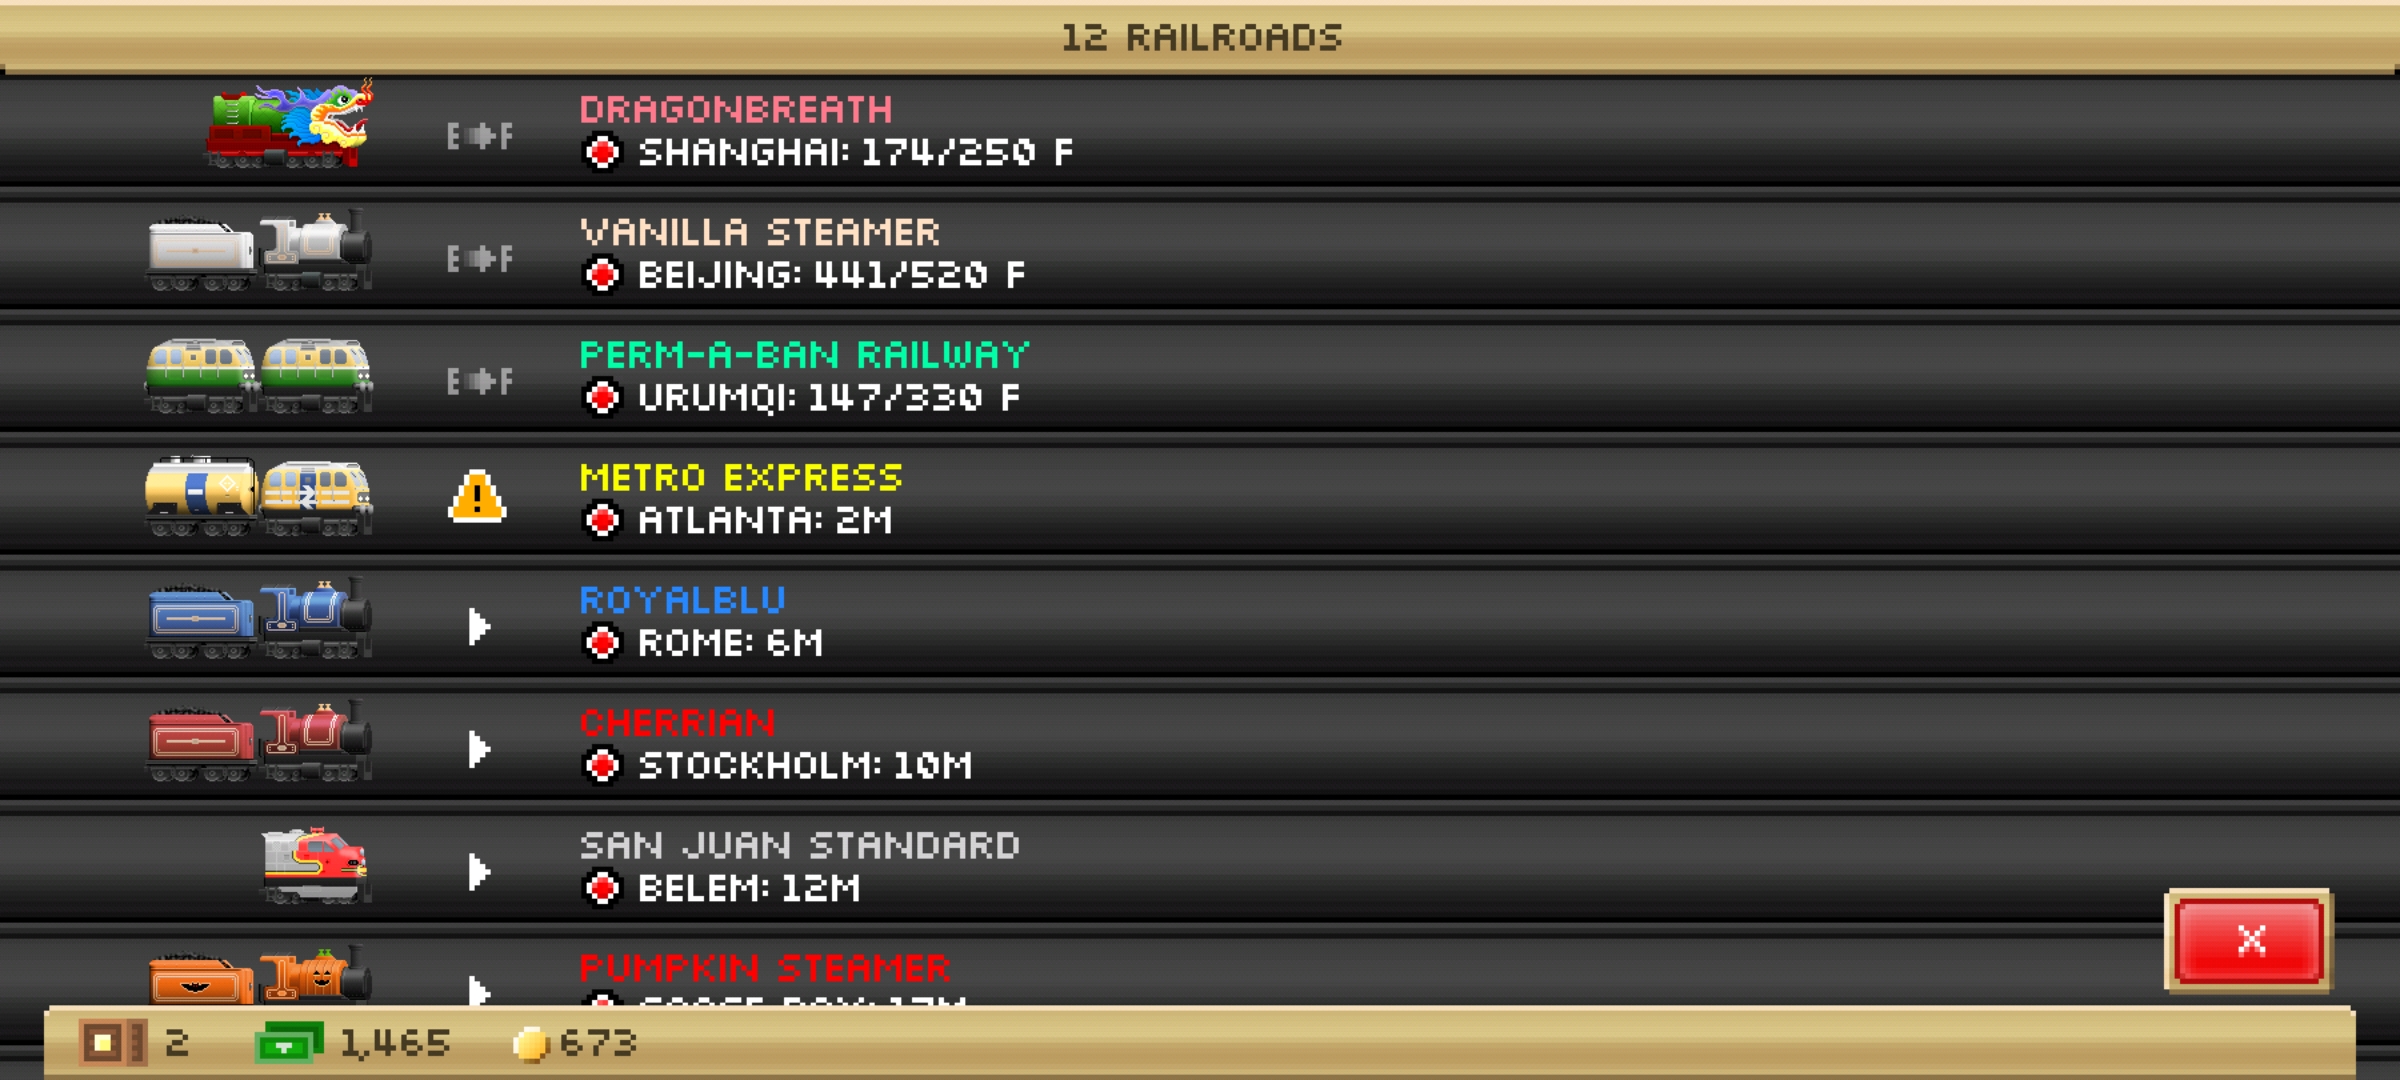 12 RAILROADS
E F
DRAGONBREATH
SHANGHAI: 174/250 F
E F
VANILLA STEAMER
BEIJING: 441/520 F
E F
PERM-A-BAN RAILWAY
URUMQI: 147/330 F
METRO EXPRESS
ATLANTA: 2M
ROYALBLU
ROME: 6M
CHERRIAN
STOCKHOLM: 10M
SAN JUAN STANDARD
BELEM: 12M
PUMPKIN STEAMER
X
2
1,465
673